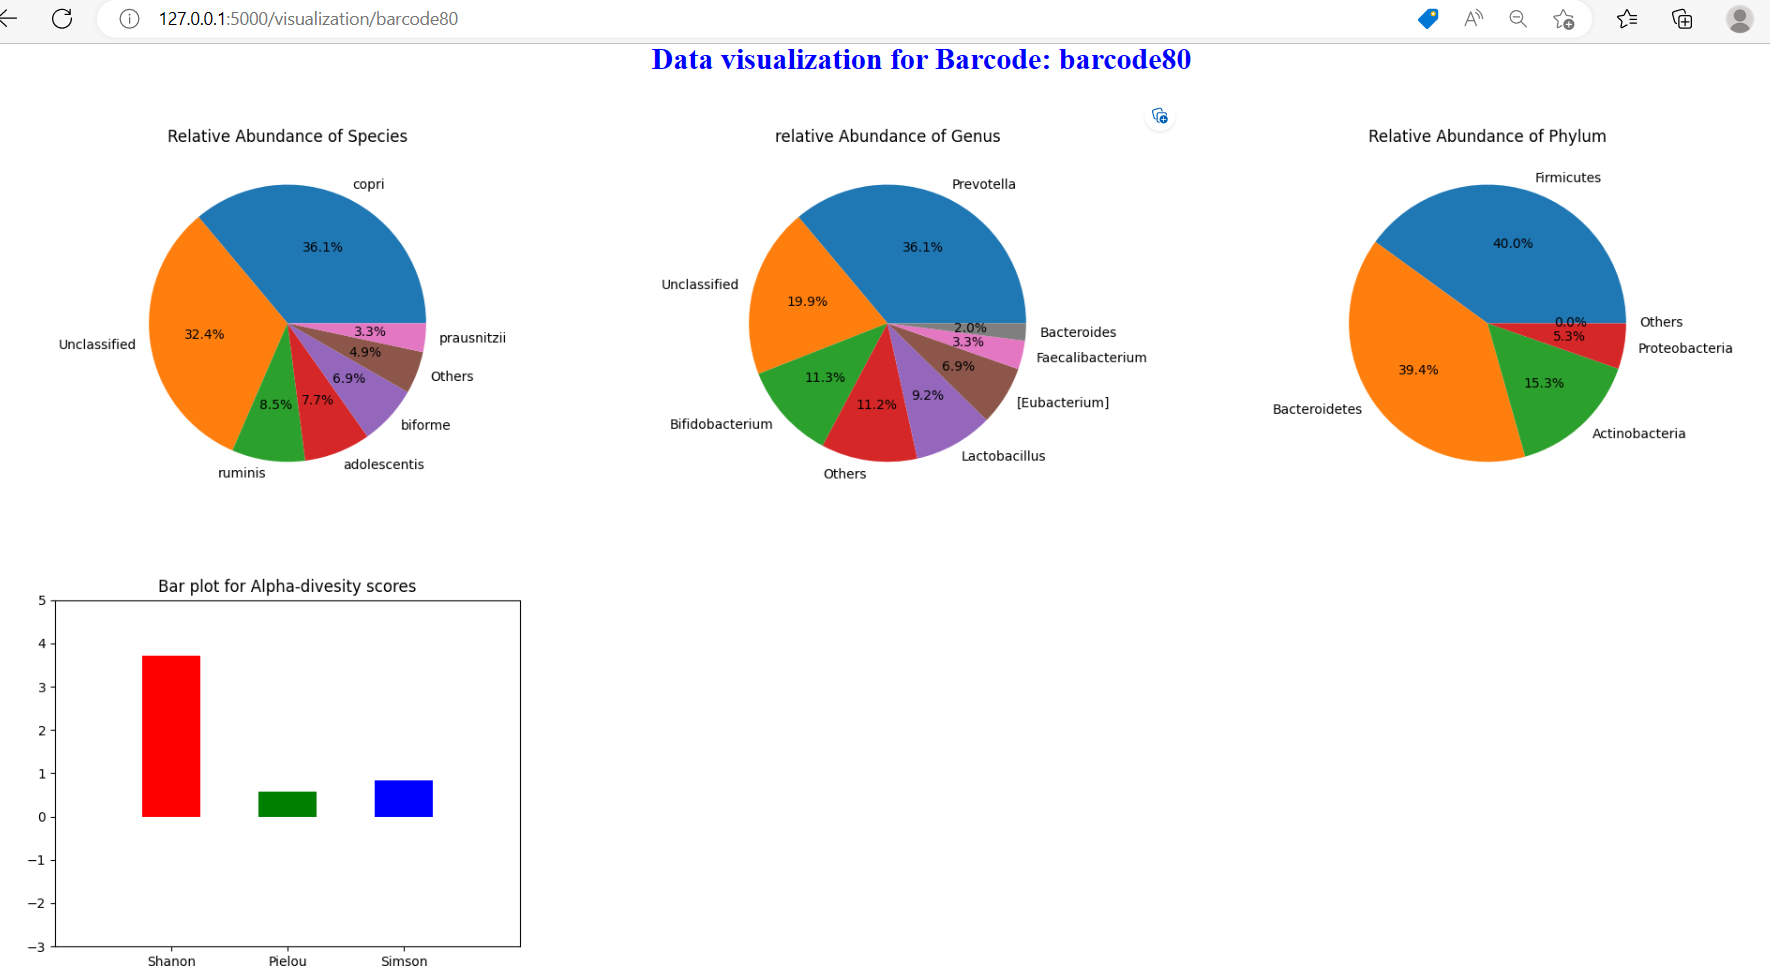 127.0.0.1:5000/visualization/barcode80
Data visualization for Barcode: barcode80
Relative Abundance of Species
copri
36.1%
Unclassified
32.4%
ruminis
8.5%
adolescentis
7.7%
biforme
6.9%
Others
4.9%
prausnitzii
3.3%
relative Abundance of Genus
Prevotella
36.1%
Unclassified
19.9%
Bifidobacterium
11.3%
Others
11.2%
Lactobacillus
9.2%
[Eubacterium]
6.9%
Faecalibacterium
3.3%
Bacteroides
2.0%
Relative Abundance of Phylum
Firmicutes
40.0%
Bacteroidetes
39.4%
Actinobacteria
15.3%
Proteobacteria
5.3%
Others
0.0%
Bar plot for Alpha-divesity scores
5
4
3
2
1
0
−1
−2
−3
Shanon Pielou Simson